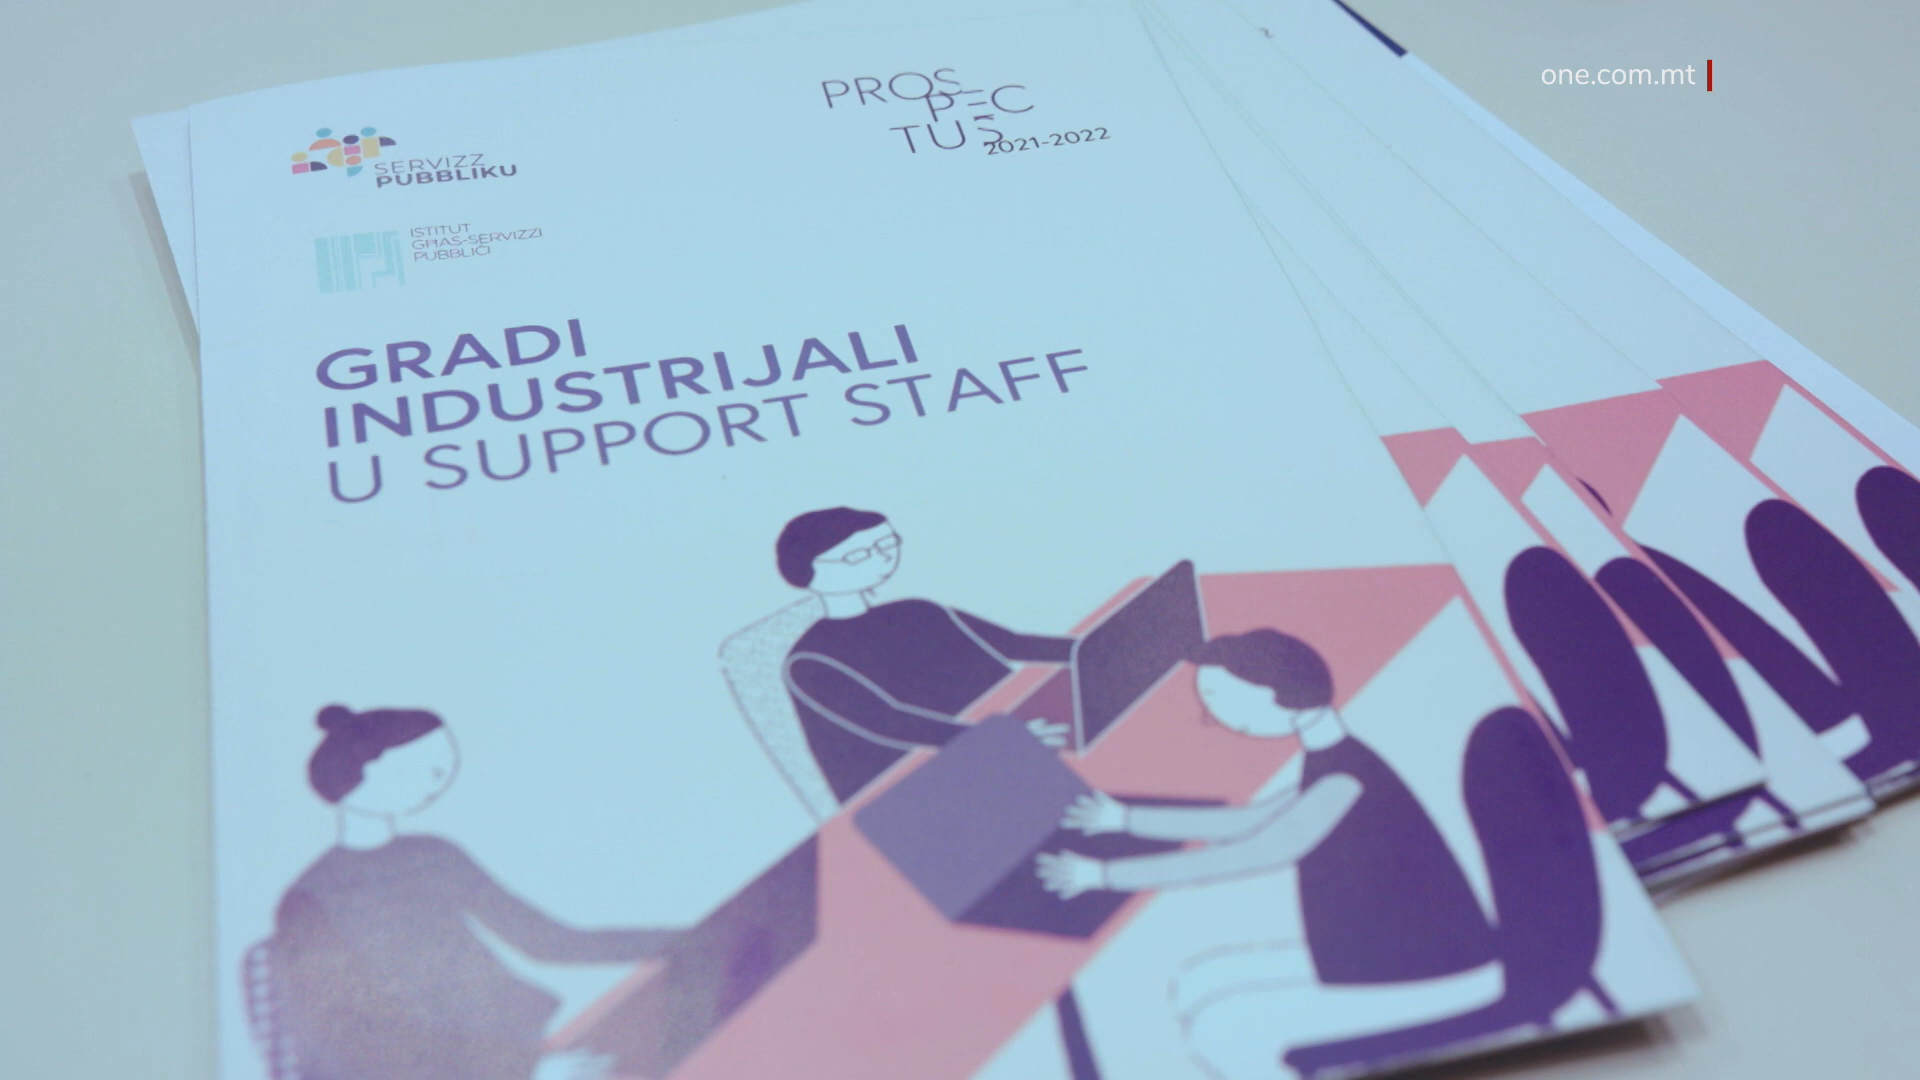 one.com.mt
PROS
PEC
TUS
2021-2022
SERVIZZ
PUBBLIKU
ISTITUT
GĦAS-SERVIZZI
PUBBLIĊI
GRADI
INDUSTRIJALI
U SUPPORT STAFF